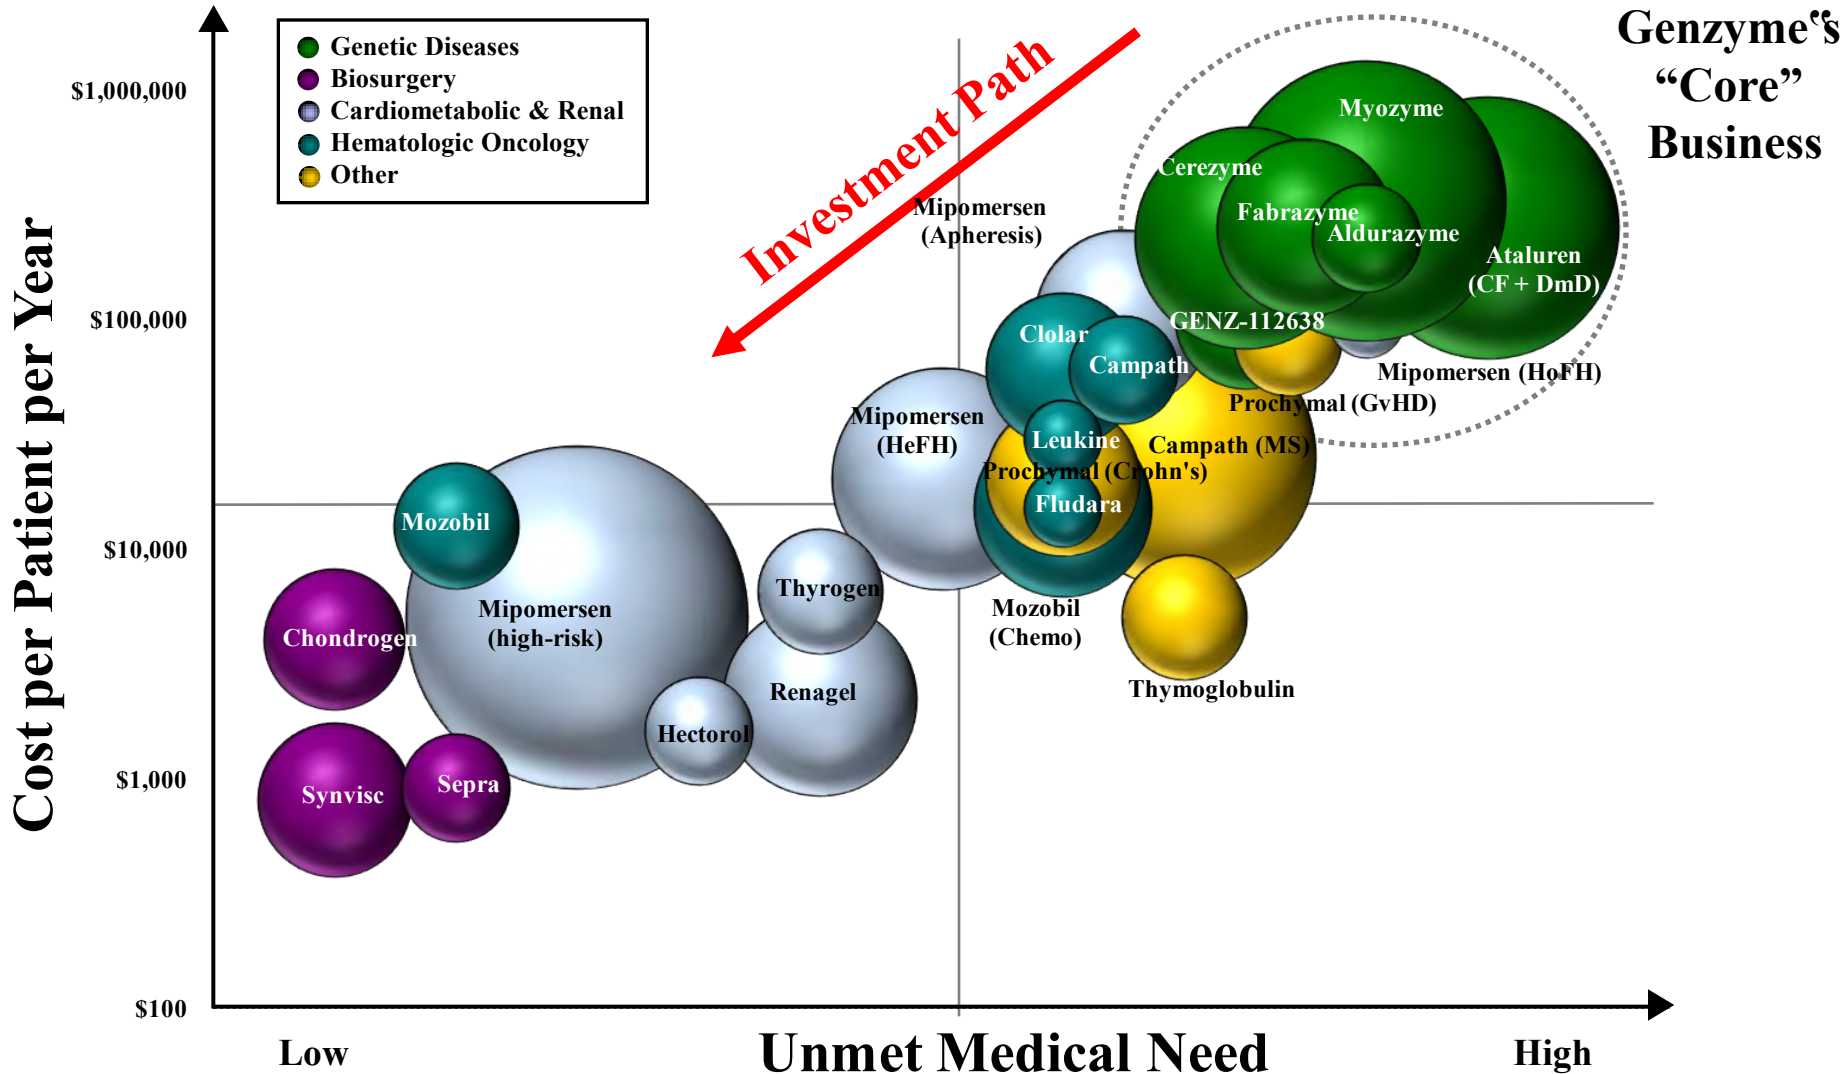 Genzyme‟s
“Core”
Business
Genetic Diseases
Biosurgery
Cardiometabolic & Renal
Hematologic Oncology
Other
Investment Path
Cost per Patient per Year
$1,000,000
$100,000
$10,000
$1,000
$100
Myozyme
Cerezyme
Fabrazyme
Aldurazyme
Ataluren
(CF + DmD)
Mipomersen
(Apheresis)
GENZ-112638
Clolar
Campath
Mipomersen (HoFH)
Prochymal (GvHD)
Mipomersen
(HeFH)
Leukine
Campath (MS)
Prochymal (Crohn's)
Fludara
Mozobil
Thyrogen
Mipomersen
(high-risk)
Mozobil
(Chemo)
Chondrogen
Renagel
Thymoglobulin
Hectorol
Synvisc
Sepra
Low
Unmet Medical Need
High